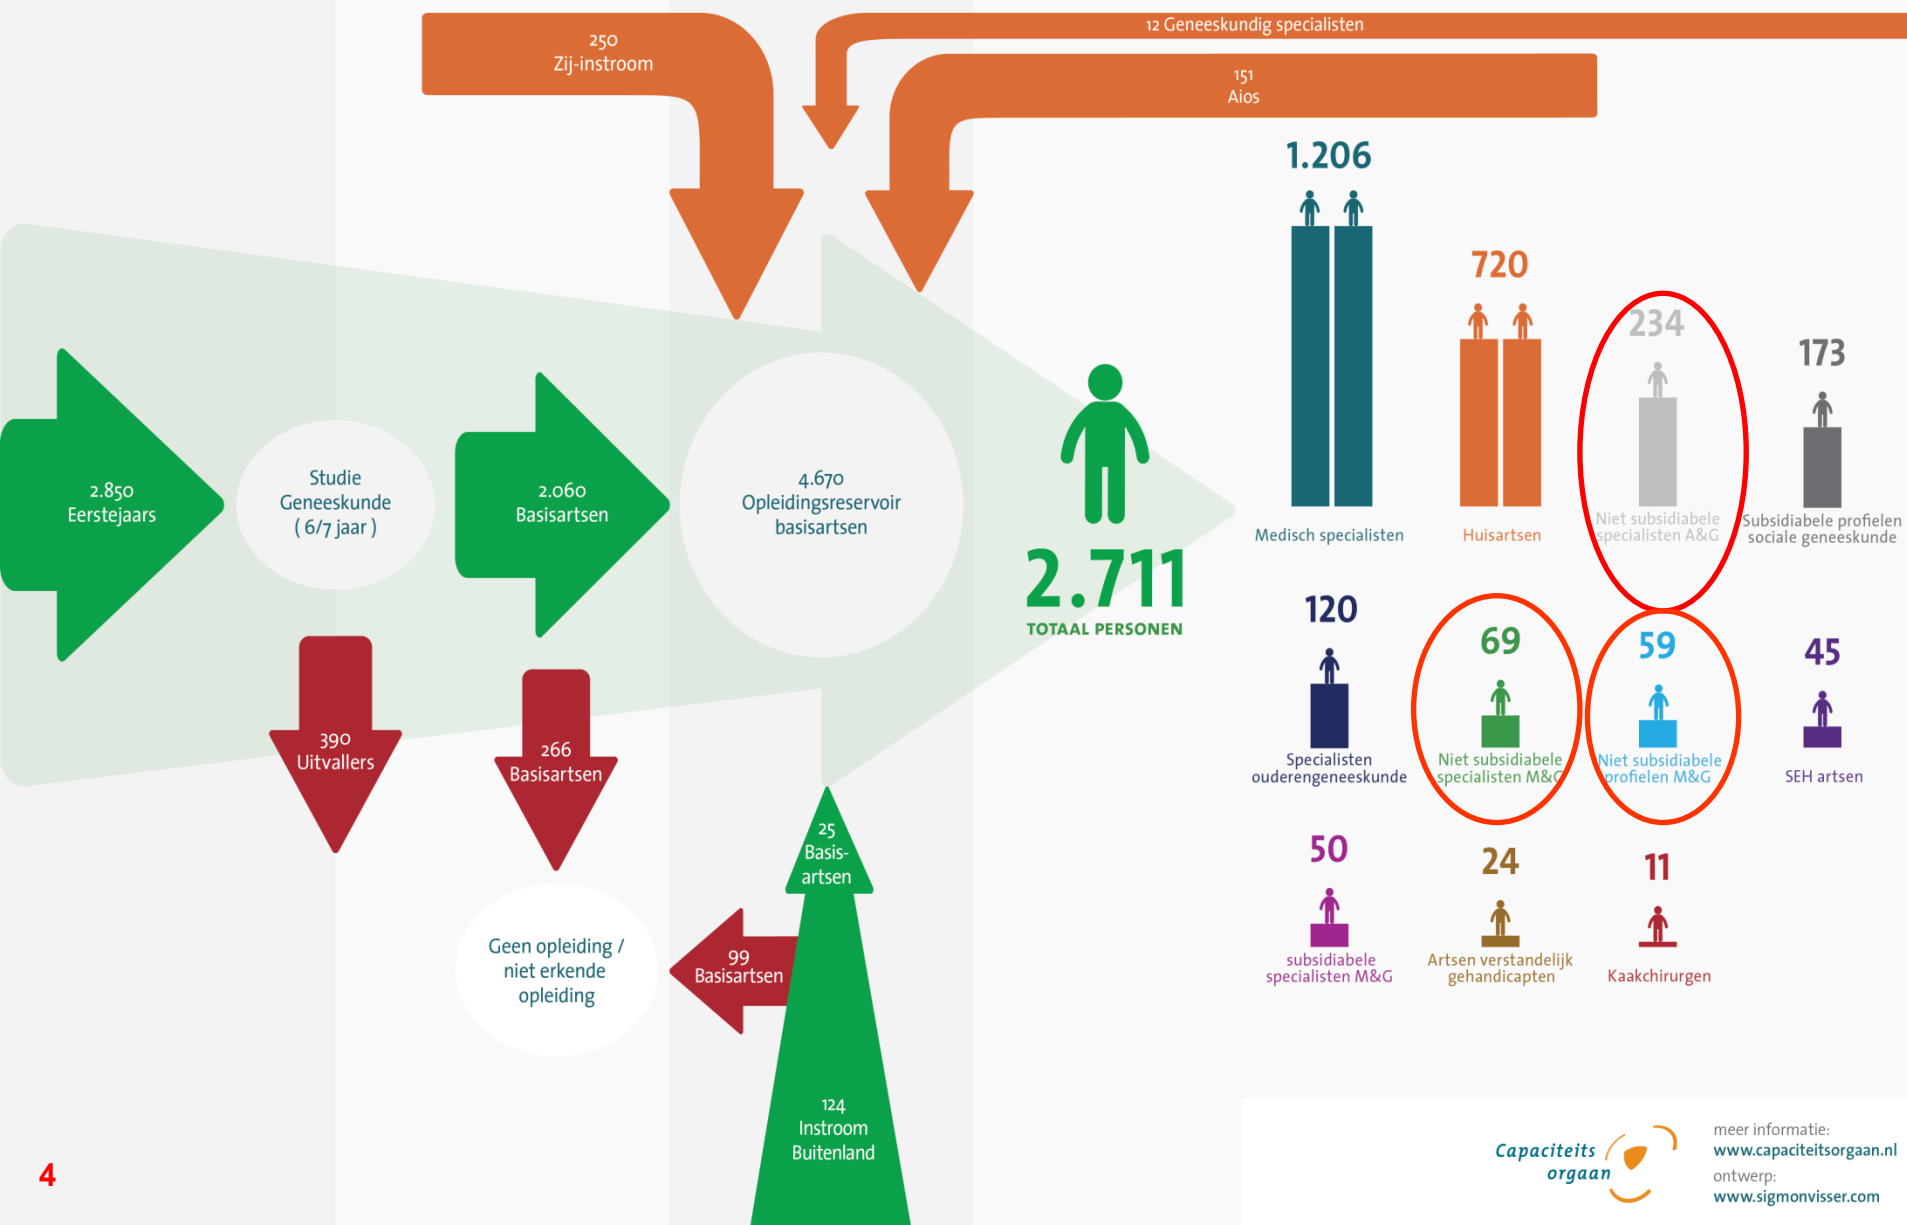 12 Geneeskundig specialisten
250
Zij-instroom
151
Aios
2.850
Eerstejaars
Studie
Geneeskunde
( 6/7 jaar )
2.060
Basisartsen
4.670
Opleidingsreservoir
basisartsen
2.711
TOTAAL PERSONEN
390
Uitvallers
266
Basisartsen
Geen opleiding /
niet erkende
opleiding
99
Basisartsen
25
Basis-
artsen
124
Instroom
Buitenland
1.206
Medisch specialisten
720
Huisartsen
234
Niet subsidiabele
specialisten A&G
173
Subsidiabele profielen
sociale geneeskunde
120
Specialisten
ouderengeneeskunde
69
Niet subsidiabele
specialisten M&G
59
Niet subsidiabele
profielen M&G
45
SEH artsen
50
subsidiabele
specialisten M&G
24
Artsen verstandelijk
gehandicapten
11
Kaakchirurgen
4
Capaciteits
orgaan
meer informatie:
www.capaciteitsorgaan.nl
ontwerp:
www.sigmonvisser.com